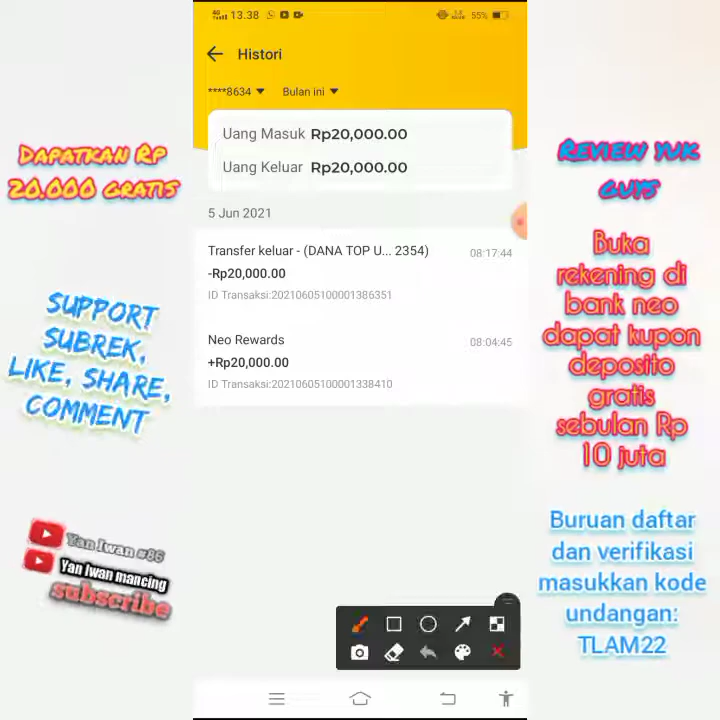 13.38
55%
Histori
****8634
Bulan ini
Uang Masuk Rp20,000.00
Uang Keluar Rp20,000.00
5 Jun 2021
Transfer keluar - (DANA TOP U... 2354)
08:17:44
-Rp20,000.00
ID Transaksi:20210605100001386351
Neo Rewards
08:04:45
+Rp20,000.00
ID Transaksi:20210605100001338410
DAPATKAN RP
20.000 GRATIS
SUPPORT
SUBREK,
LIKE, SHARE,
COMMENT
Yan Iwan #86
Yan Iwan mancing
subscribe
REVIEW YUK
GUYS
Buka
rekening di
bank neo
dapat kupon
deposito
gratis
sebulan Rp
10 juta
Buruan daftar
dan verifikasi
masukkan kode
undangan:
TLAM22